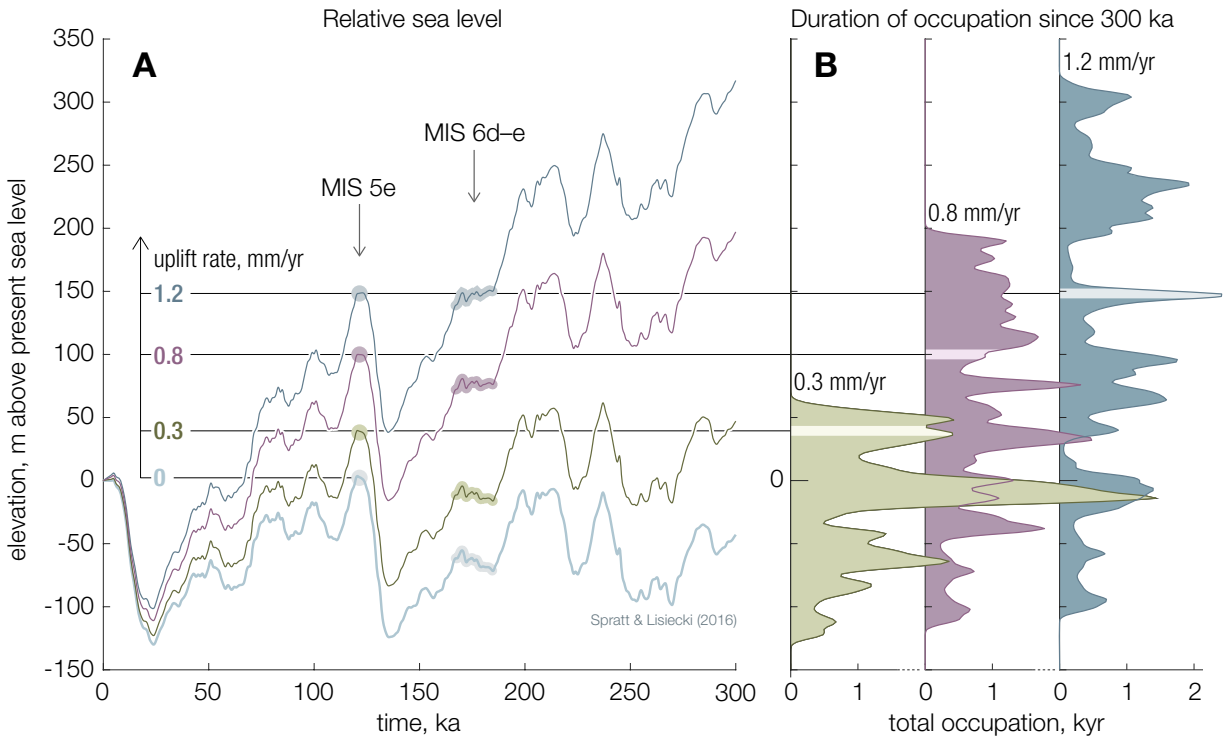 Relative sea level
Duration of occupation since 300 ka
A
B
elevation, m above present sea level
350
300
250
200
150
100
50
0
-50
-100
-150
MIS 6d–e
MIS 5e
uplift rate, mm/yr
1.2
0.8
0.3
0
Spratt & Lisiecki (2016)
0 50 100 150 200 250 300
time, ka
1.2 mm/yr
0.8 mm/yr
0.3 mm/yr
0
0 1 0 1 0 1 2
total occupation, kyr